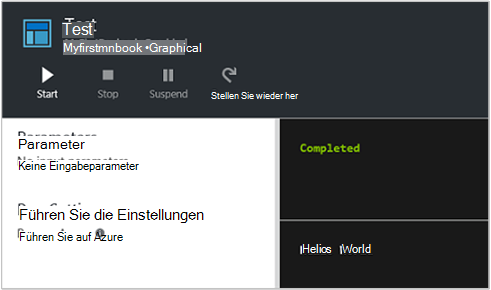 Test
Myfirstmnbook •Graphical
Start Stop Suspend Stellen Sie wieder her
Parameter
Keine Eingabeparameter
Führen Sie die Einstellungen
Führen Sie auf Azure
Completed
Helios World